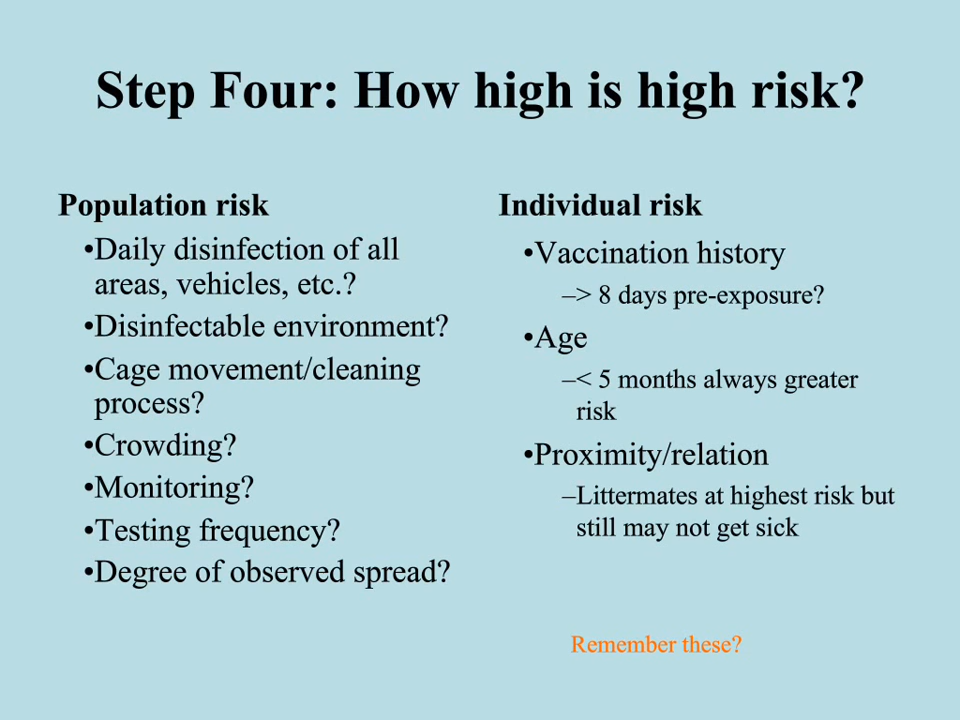 Step Four: How high is high risk?
Population risk
•Daily disinfection of all
areas, vehicles, etc.?
•Disinfectable environment?
•Cage movement/cleaning
process?
•Crowding?
•Monitoring?
•Testing frequency?
•Degree of observed spread?
Individual risk
•Vaccination history
–> 8 days pre-exposure?
•Age
–< 5 months always greater
risk
•Proximity/relation
–Littermates at highest risk but
still may not get sick
Remember these?